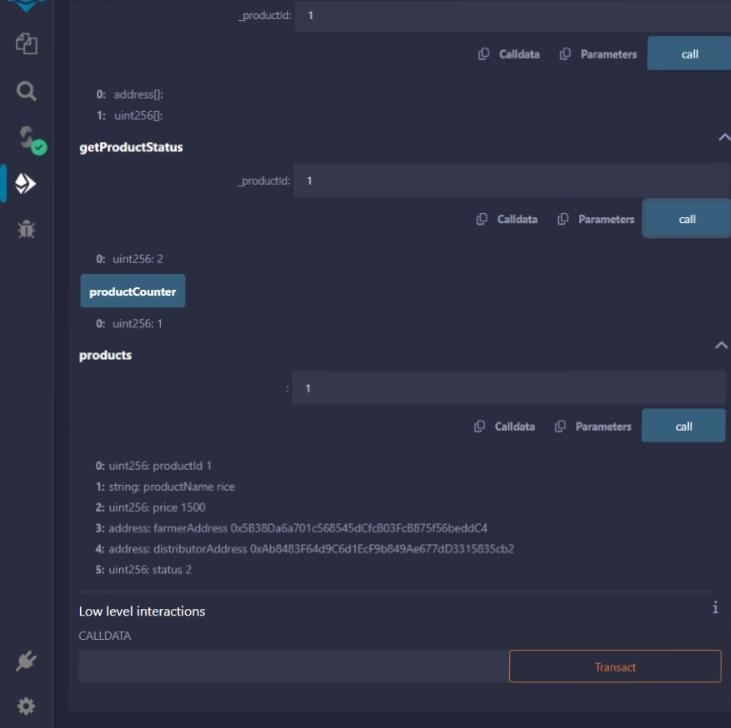 _productid: 1
Calldata Parameters call
0: address[]:
1: uint256[]:
getProductStatus
_productid: 1
Calldata Parameters call
0: uint256: 2
productCounter
0: uint256: 1
products
: 1
Calldata Parameters call
0: uint256: productId 1
1: string: productName rice
2: uint256: price 1500
3: address: farmerAddress 0x5B38Da6a701c568545dCfcB03FcB875f56beddC4
4: address: distributorAddress 0xAb8483F64d9C6d1EcF9b849Ae677dD3315835cb2
5: uint256: status 2
Low level interactions i
CALLDATA
Transact